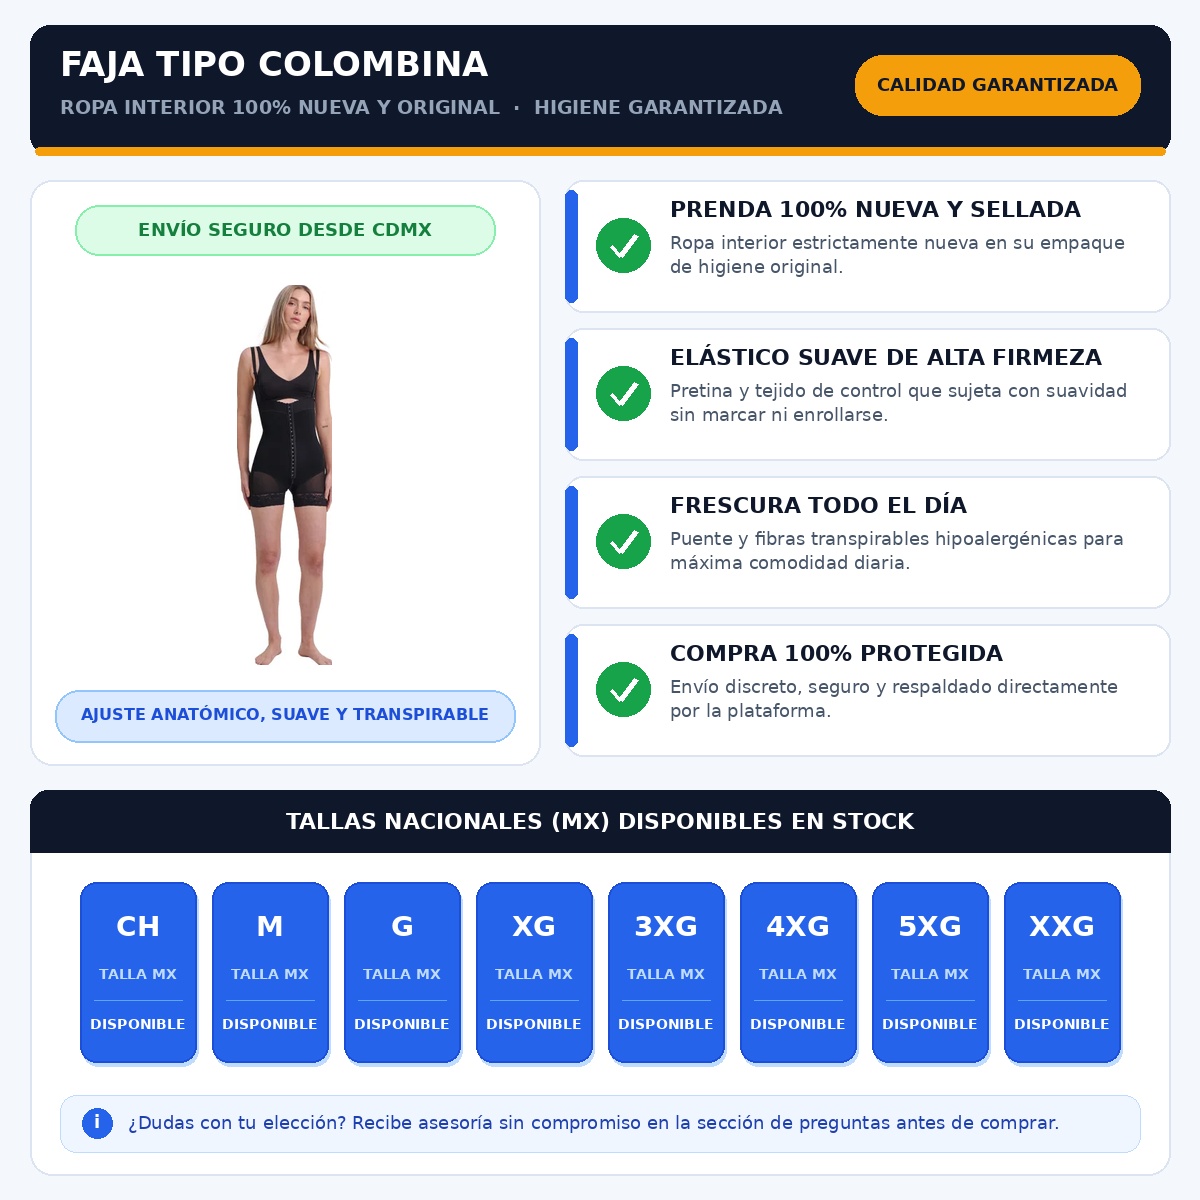 FAJA TIPO COLOMBINA
ROPA INTERIOR 100% NUEVA Y ORIGINAL · HIGIENE GARANTIZADA
CALIDAD GARANTIZADA
ENVÍO SEGURO DESDE CDMX
AJUSTE ANATÓMICO, SUAVE Y TRANSPIRABLE
PRENDA 100% NUEVA Y SELLADA
Ropa interior estrictamente nueva en su empaque
de higiene original.
ELÁSTICO SUAVE DE ALTA FIRMEZA
Pretina y tejido de control que sujeta con suavidad
sin marcar ni enrollarse.
FRESCURA TODO EL DÍA
Puente y fibras transpirables hipoalergénicas para
máxima comodidad diaria.
COMPRA 100% PROTEGIDA
Envío discreto, seguro y respaldado directamente
por la plataforma.
TALLAS NACIONALES (MX) DISPONIBLES EN STOCK
CH
TALLA MX
DISPONIBLE
M
TALLA MX
DISPONIBLE
G
TALLA MX
DISPONIBLE
XG
TALLA MX
DISPONIBLE
3XG
TALLA MX
DISPONIBLE
4XG
TALLA MX
DISPONIBLE
5XG
TALLA MX
DISPONIBLE
XXG
TALLA MX
DISPONIBLE
i
¿Dudas con tu elección? Recibe asesoría sin compromiso en la sección de preguntas antes de comprar.